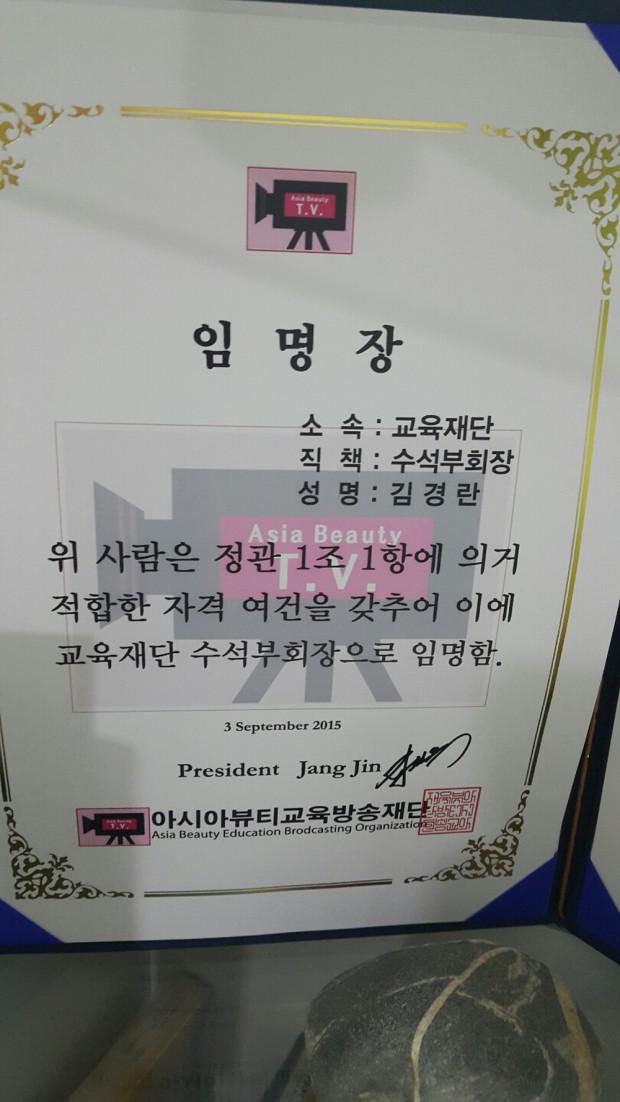 Asia Beauty
T.V.
임 명 장
소 속 : 교육재단
직 책 : 수석부회장
성 명 : 김 경 란
Asia Beauty
T.V.
위 사람은 정관 1조 1항에 의거
적합한 자격 여건을 갖추어 이에
교육재단 수석부회장으로 임명함.
3 September 2015
President Jang Jin
T.V.
아시아뷰티교육방송재단
Asia Beauty Education Brodcasting Organization